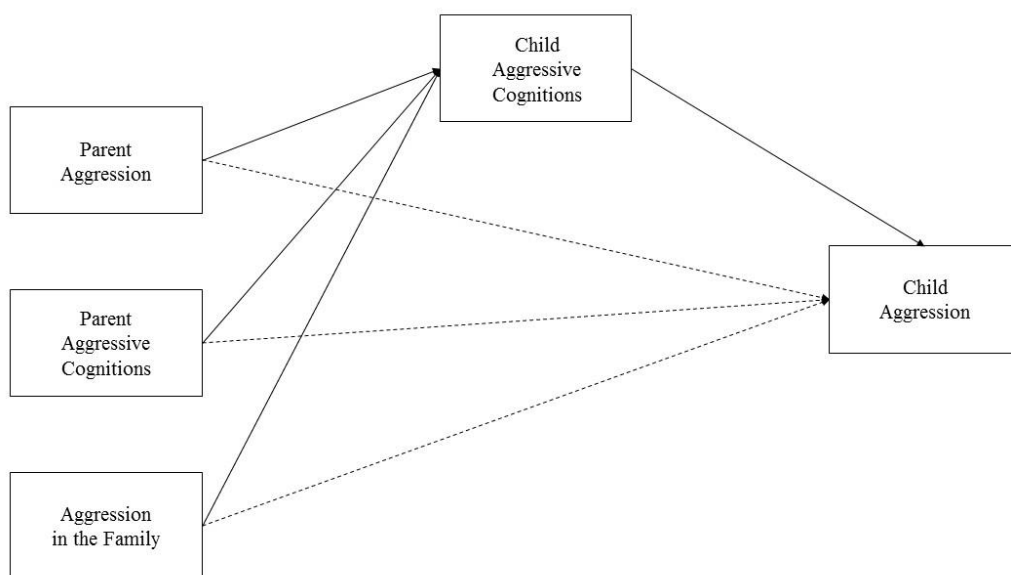 Child
Aggressive
Cognitions
Parent
Aggression
Child
Aggression
Parent
Aggressive
Cognitions
Aggression
in the Family